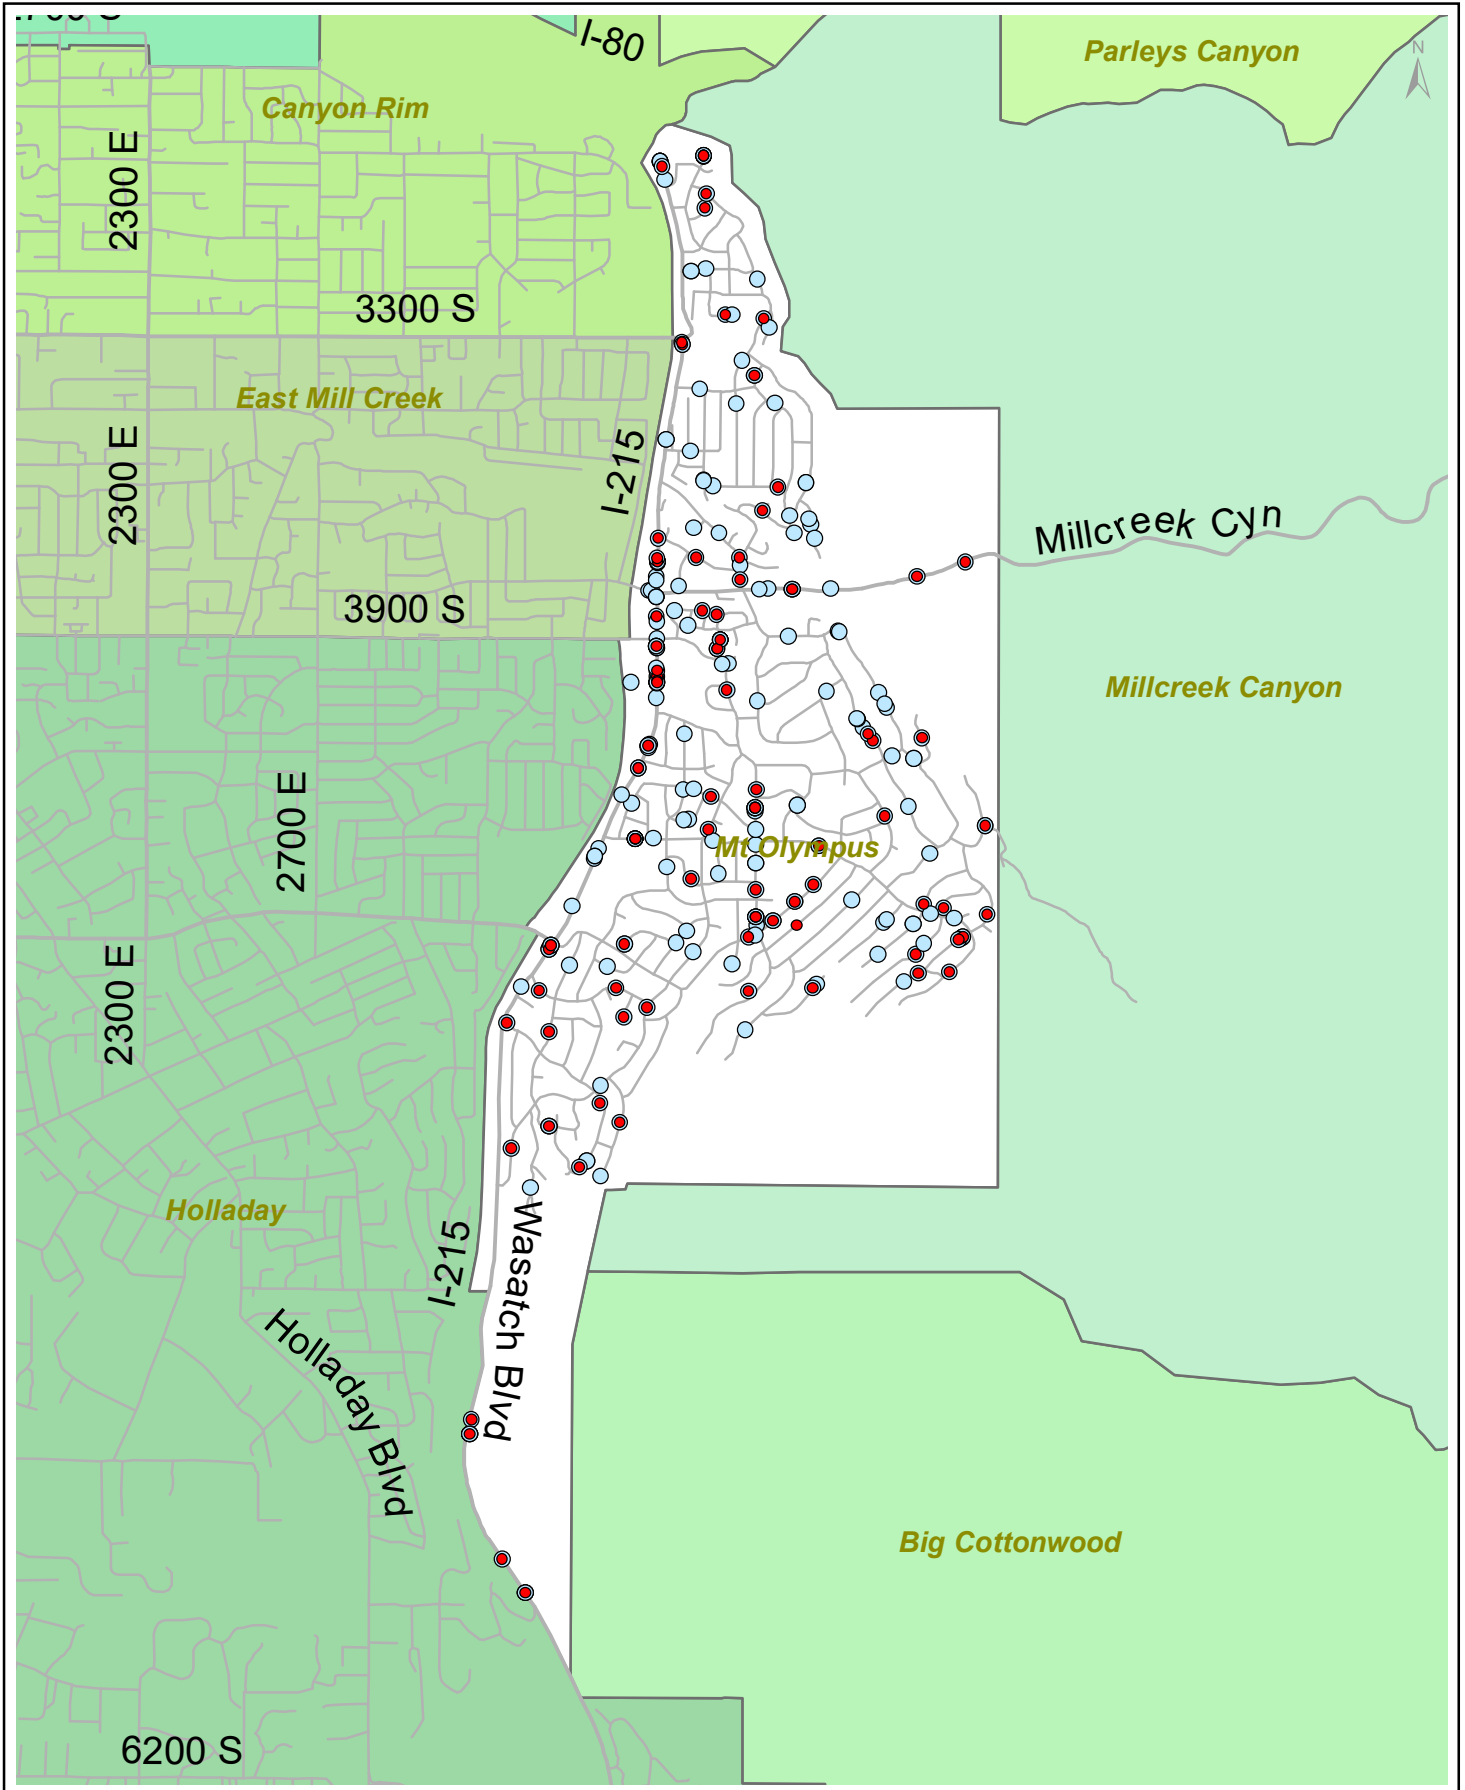 I-80
Parleys Canyon
N
Canyon Rim
2300 E
3300 S
East Mill Creek
I-215
2300 E
Millcreek Cyn
3900 S
Millcreek Canyon
2700 E
Mt Olympus
2300 E
Holladay
I-215
Wasatch Blvd
Holladay Blvd
Big Cottonwood
6200 S